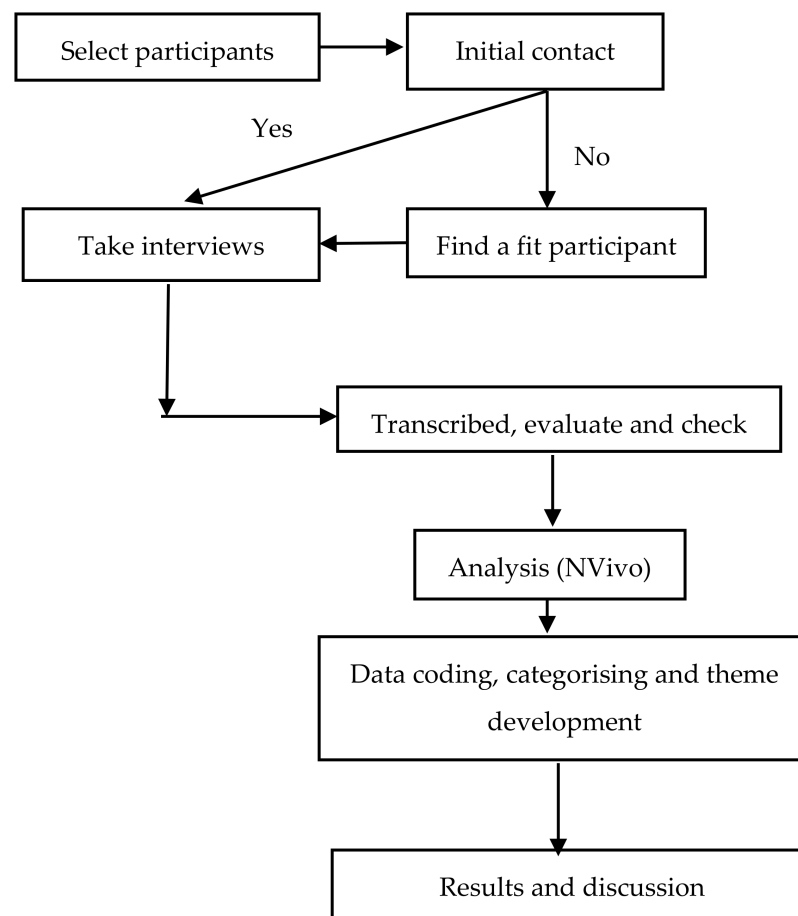 Select participants
Initial contact
Yes
No
Take interviews
Find a fit participant
Transcribed, evaluate and check
Analysis (NVivo)
Data coding, categorising and theme
development
Results and discussion